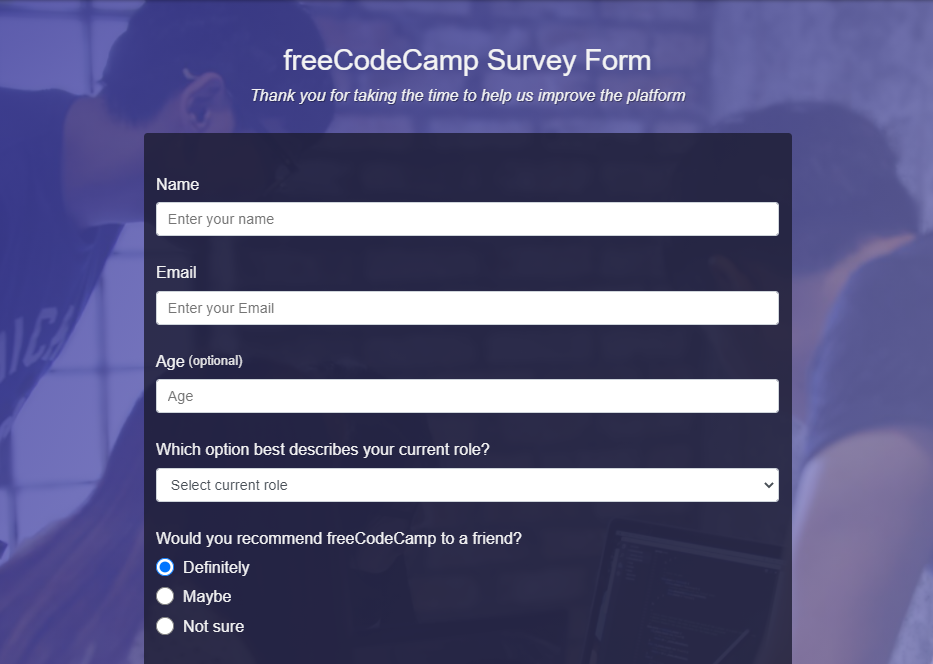 freeCodeCamp Survey Form
Thank you for taking the time to help us improve the platform
Name
Enter your name
Email
Enter your Email
Age (optional)
Age
Which option best describes your current role?
Select current role
Would you recommend freeCodeCamp to a friend?
Definitely
Maybe
Not sure